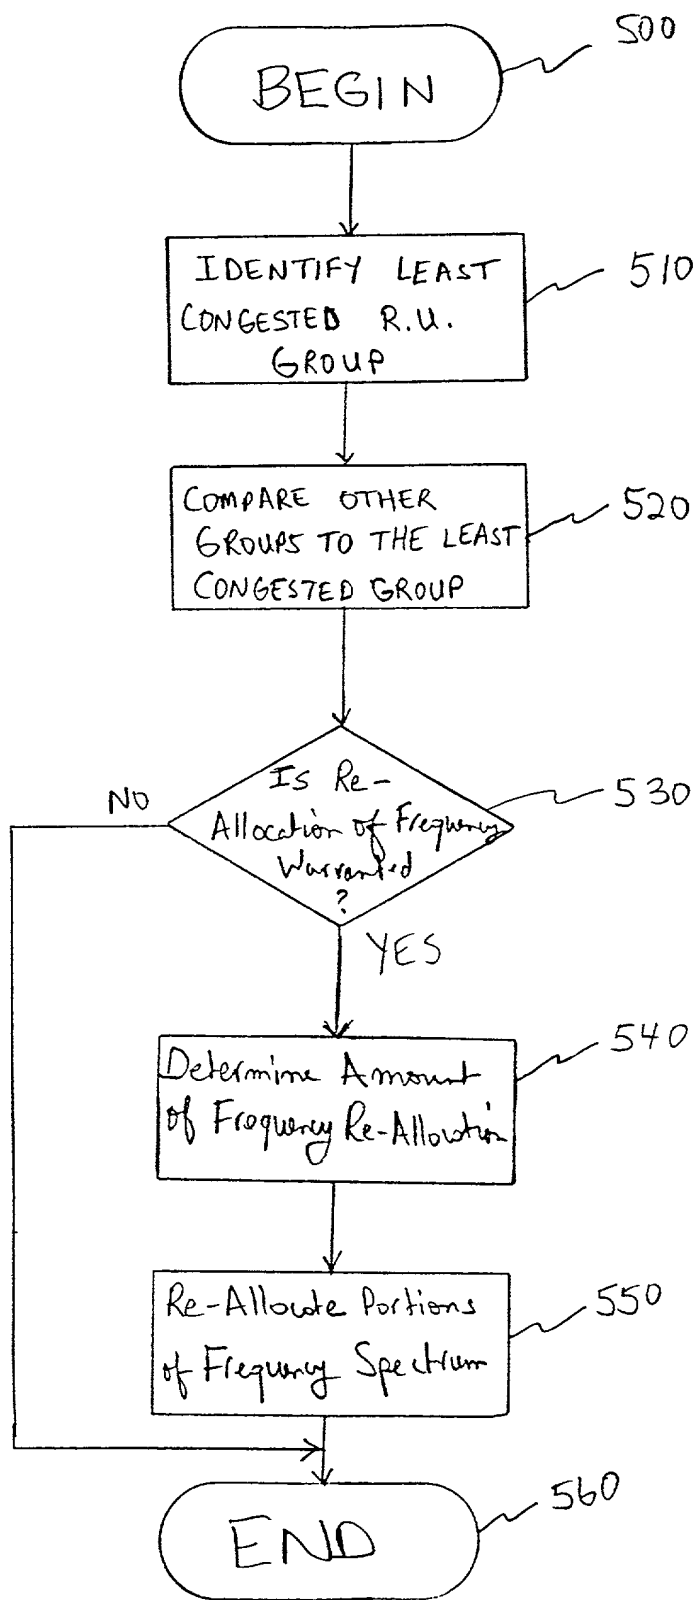 500
BEGIN
510
IDENTIFY LEAST
CONGESTED R.U.
GROUP
520
COMPARE OTHER
GROUPS TO THE LEAST
CONGESTED GROUP
530
Is Re-
Allocation of Frequency
Warranted
?
NO
YES
540
Determine Amount
of Frequency Re-Allocation
550
Re-Allocate Portions
of Frequency Spectrum
560
END